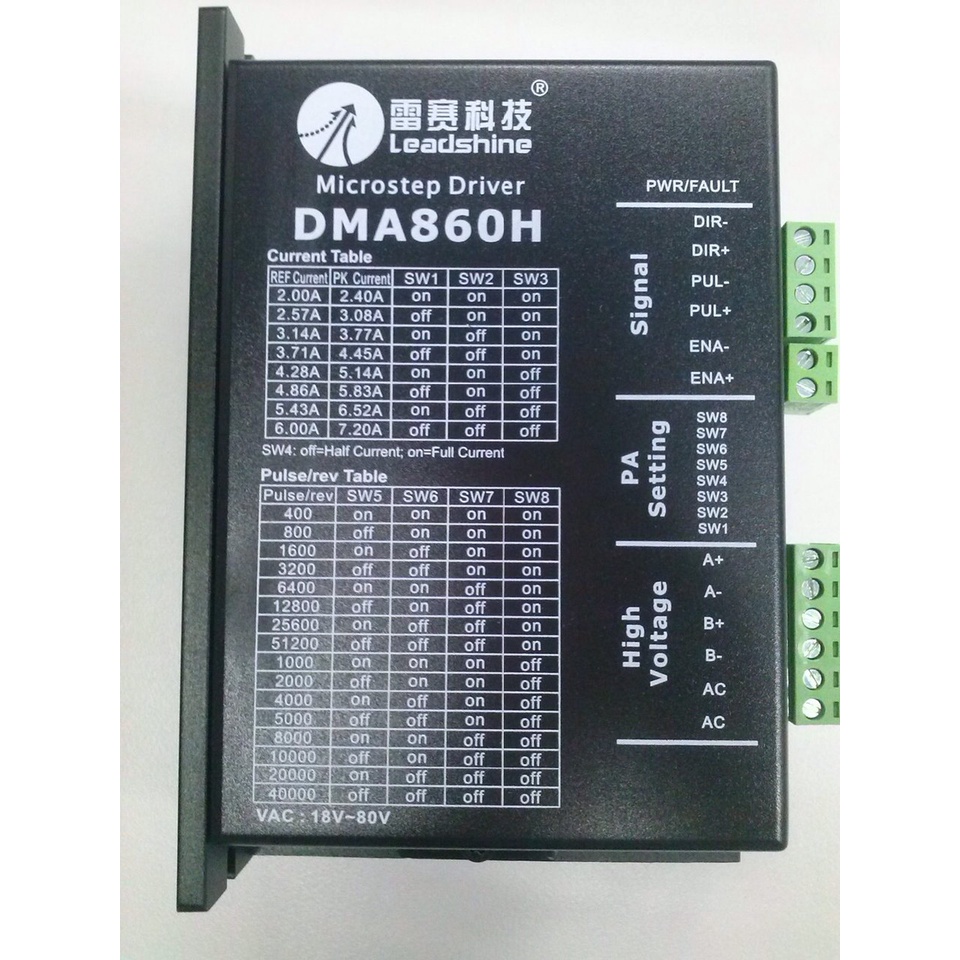 雷赛科技®
Leadshine
Microstep Driver
DMA860H
Current Table
REF Current PK Current SW1 SW2 SW3
2.00A 2.40A on on on
2.57A 3.08A off on on
3.14A 3.77A on off on
3.71A 4.45A off off on
4.28A 5.14A on on off
4.86A 5.83A off on off
5.43A 6.52A on off off
6.00A 7.20A off off off
SW4: off=Half Current; on=Full Current
Pulse/rev Table
Pulse/rev SW5 SW6 SW7 SW8
400 on on on on
800 off on on on
1600 on off on on
3200 off off on on
6400 on on off on
12800 off on off on
25600 on off off on
51200 off off off on
1000 on on on off
2000 off on on off
4000 on off on off
5000 off off on off
8000 on on off off
10000 off on off off
20000 on off off off
40000 off off off off
VAC : 18V~80V
PWR/FAULT
Signal
DIR-
DIR+
PUL-
PUL+
ENA-
ENA+
PA
Setting
SW8
SW7
SW6
SW5
SW4
SW3
SW2
SW1
High
Voltage
A+
A-
B+
B-
AC
AC